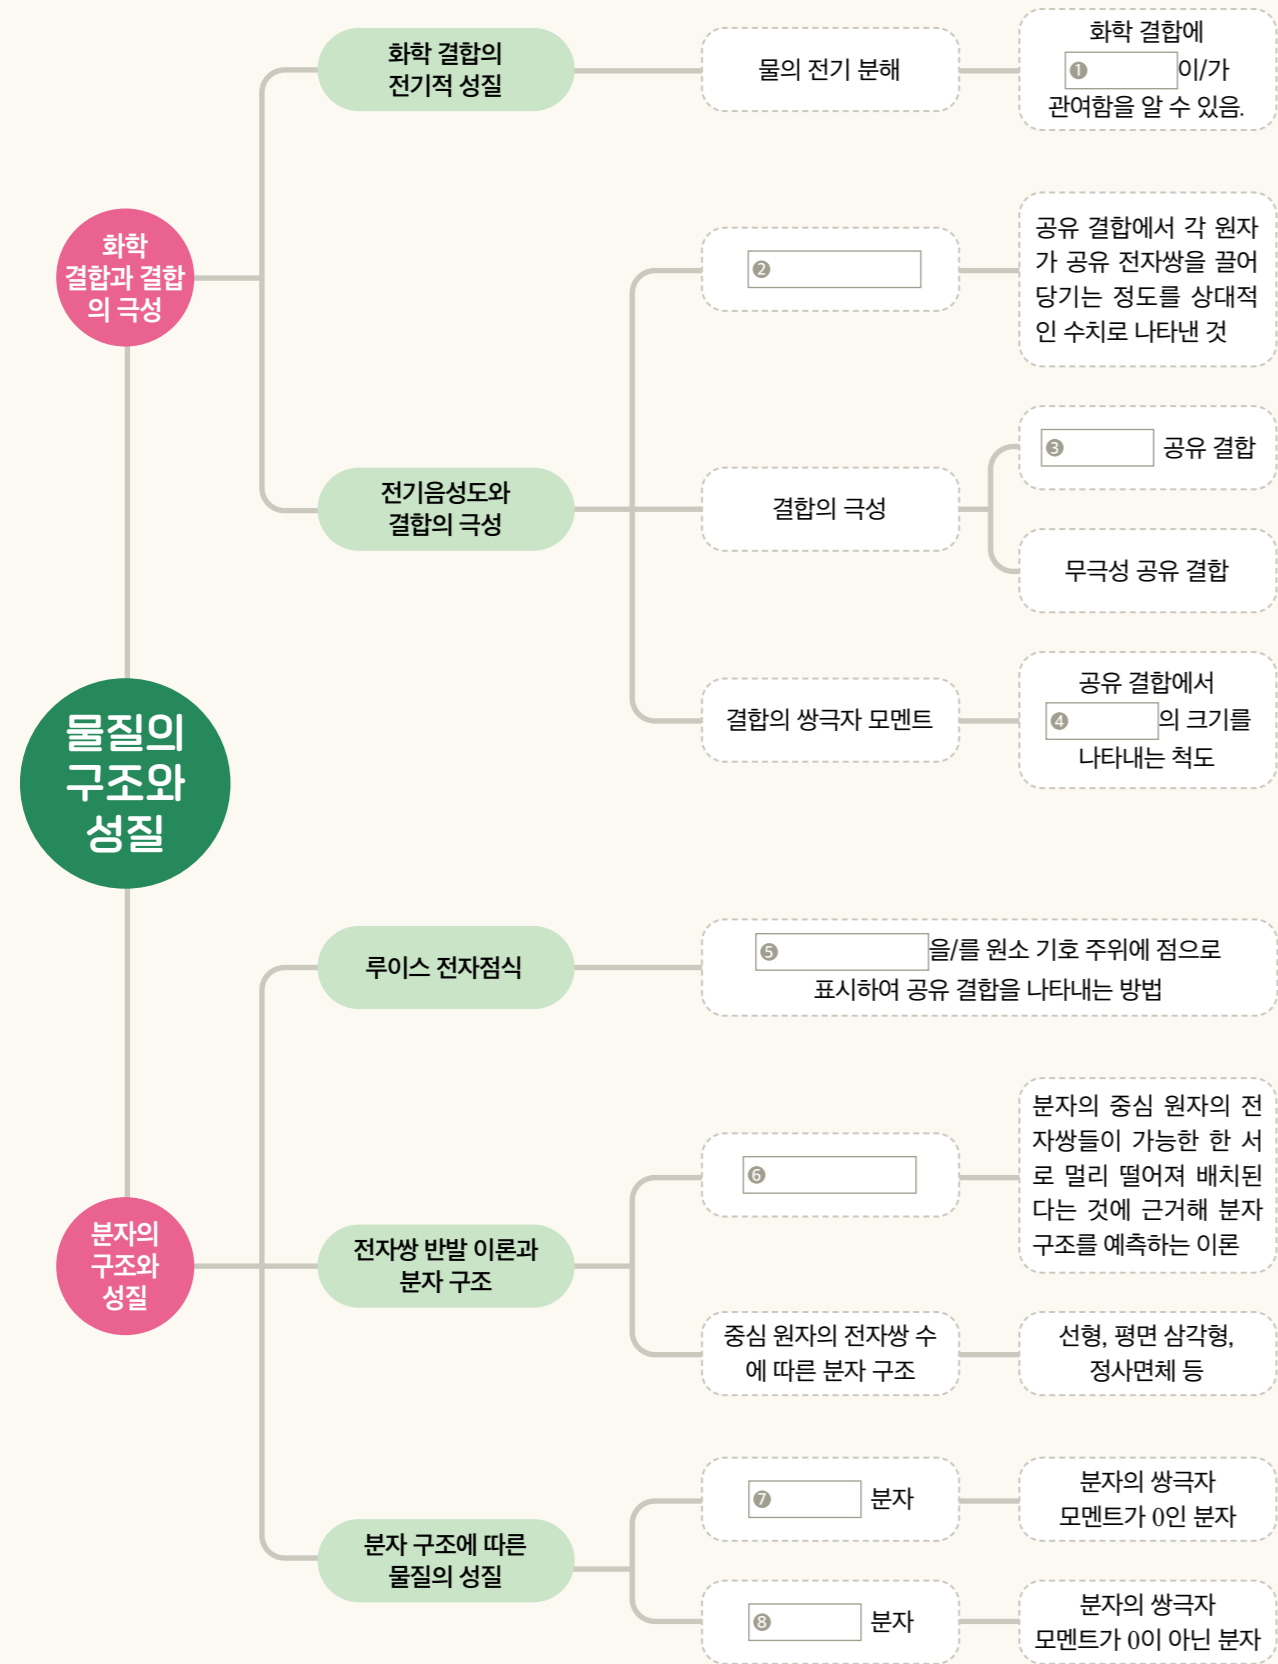 화학 결합의
전기적 성질
물의 전기 분해
화학 결합에
❶ 이/가
관여함을 알 수 있음.
화학
결합과 결합
의 극성
❷
공유 결합에서 각 원자
가 공유 전자쌍을 끌어
당기는 정도를 상대적
인 수치로 나타낸 것
전기음성도와
결합의 극성
결합의 극성
❸ 공유 결합
무극성 공유 결합
결합의 쌍극자 모멘트
공유 결합에서
❹ 의 크기를
나타내는 척도
물질의
구조와
성질
루이스 전자점식
❺ 을/를 원소 기호 주위에 점으로
표시하여 공유 결합을 나타내는 방법
분자의
구조와
성질
전자쌍 반발 이론과
분자 구조
❻
분자의 중심 원자의 전
자쌍들이 가능한 한 서
로 멀리 떨어져 배치된
다는 것에 근거해 분자
구조를 예측하는 이론
중심 원자의 전자쌍 수
에 따른 분자 구조
선형, 평면 삼각형,
정사면체 등
분자 구조에 따른
물질의 성질
❼ 분자
분자의 쌍극자
모멘트가 0인 분자
❽ 분자
분자의 쌍극자
모멘트가 0이 아닌 분자